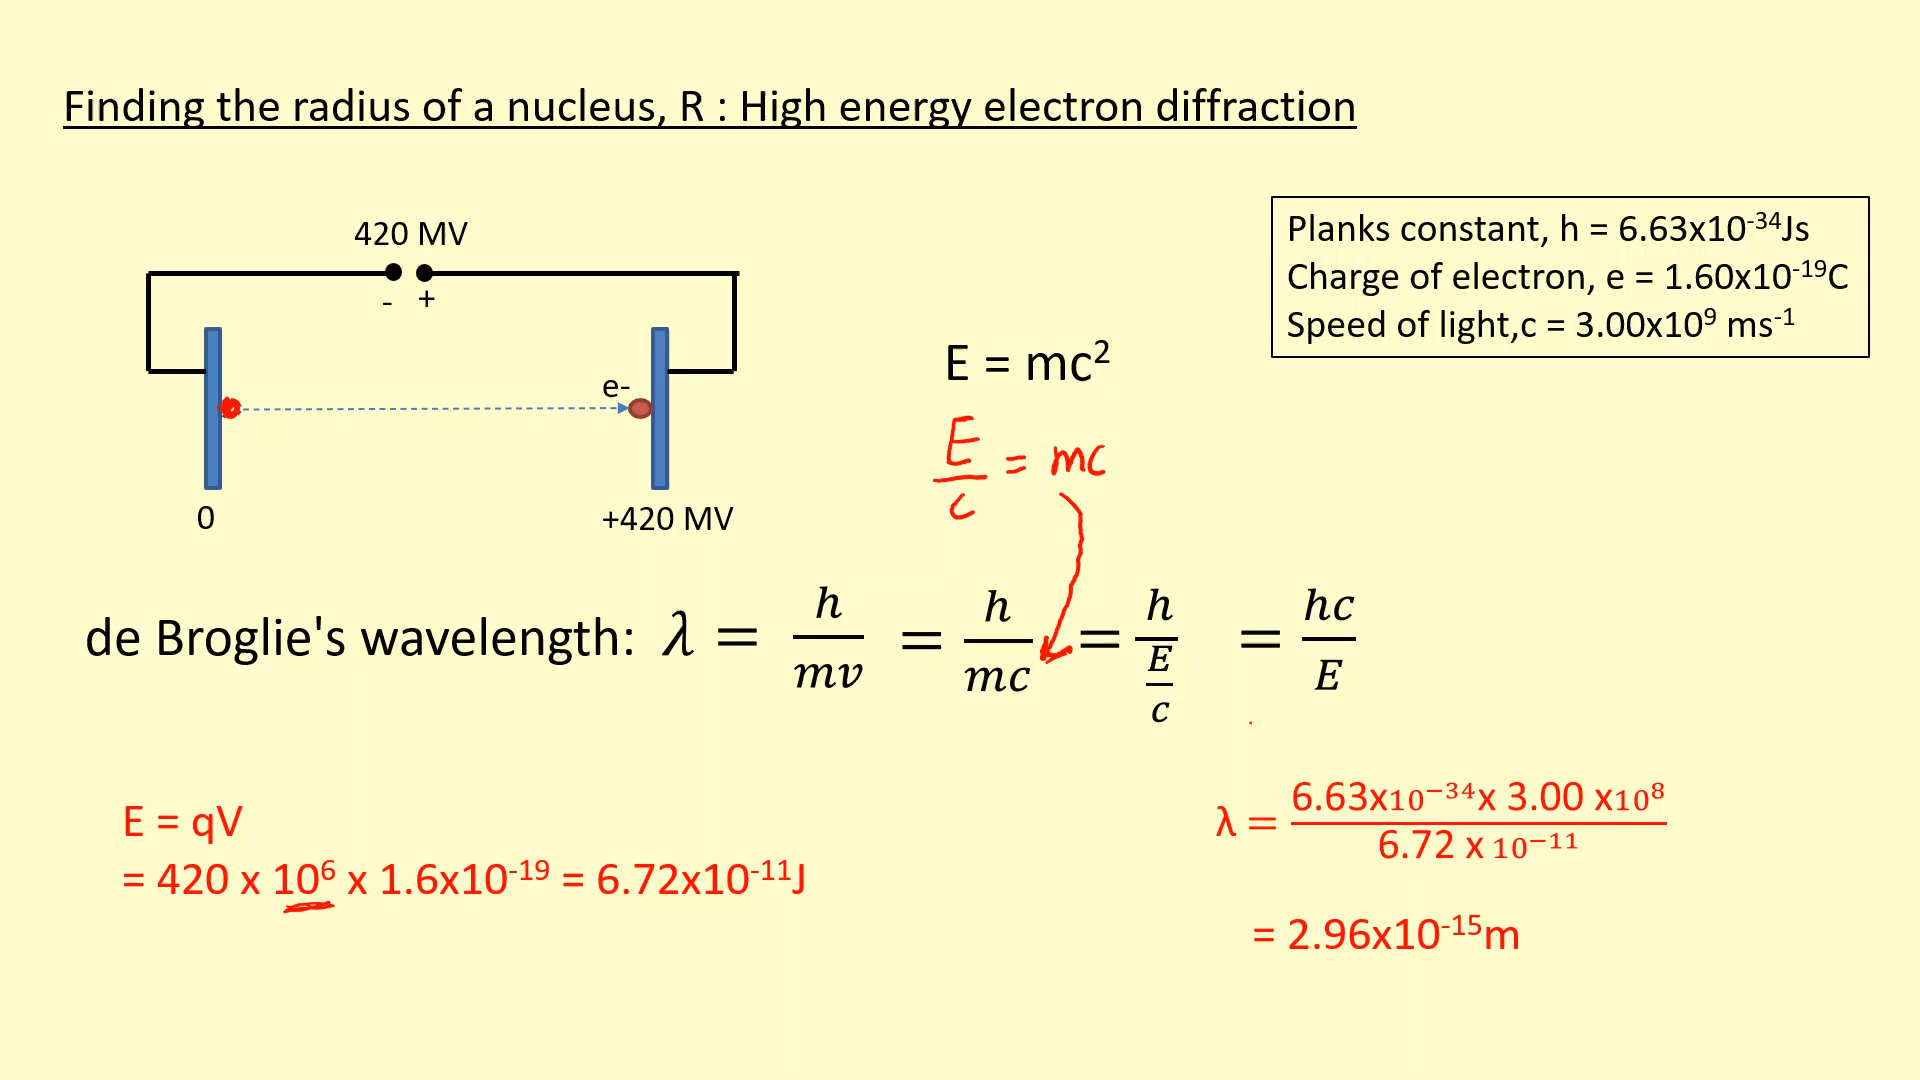 Finding the radius of a nucleus, R : High energy electron diffraction
420 MV
- +
e-
0
+420 MV
Planks constant, h = 6.63x10⁻³⁴Js
Charge of electron, e = 1.60x10⁻¹⁹C
Speed of light,c = 3.00x10⁹ ms⁻¹
E = mc²
E/c = mc
de Broglie's wavelength: λ = h/mv = h/mc = h/(E/c) = hc/E
E = qV
= 420 x 10⁶ x 1.6x10⁻¹⁹ = 6.72x10⁻¹¹J
λ = (6.63x10⁻³⁴x 3.00 x10⁸)/(6.72 x 10⁻¹¹)
= 2.96x10⁻¹⁵m